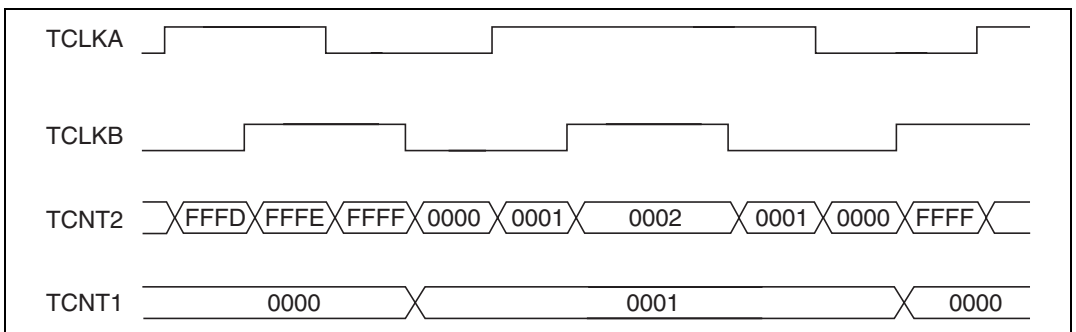 TCLKA
TCLKB
TCNT2 FFFD FFFE FFFF 0000 0001 0002 0001 0000 FFFF
TCNT1 0000 0001 0000